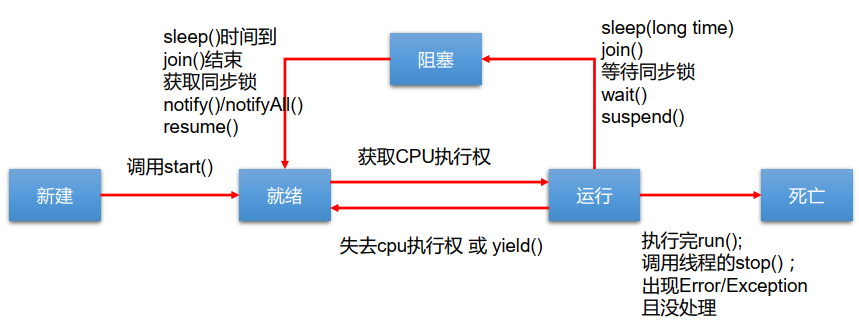 sleep()时间到
join()结束
获取同步锁
notify()/notifyAll()
resume()
阻塞
sleep(long time)
join()
等待同步锁
wait()
suspend()
新建
调用start()
就绪
获取CPU执行权
失去cpu执行权 或 yield()
运行
死亡
执行完run();
调用线程的stop() ;
出现Error/Exception
且没处理